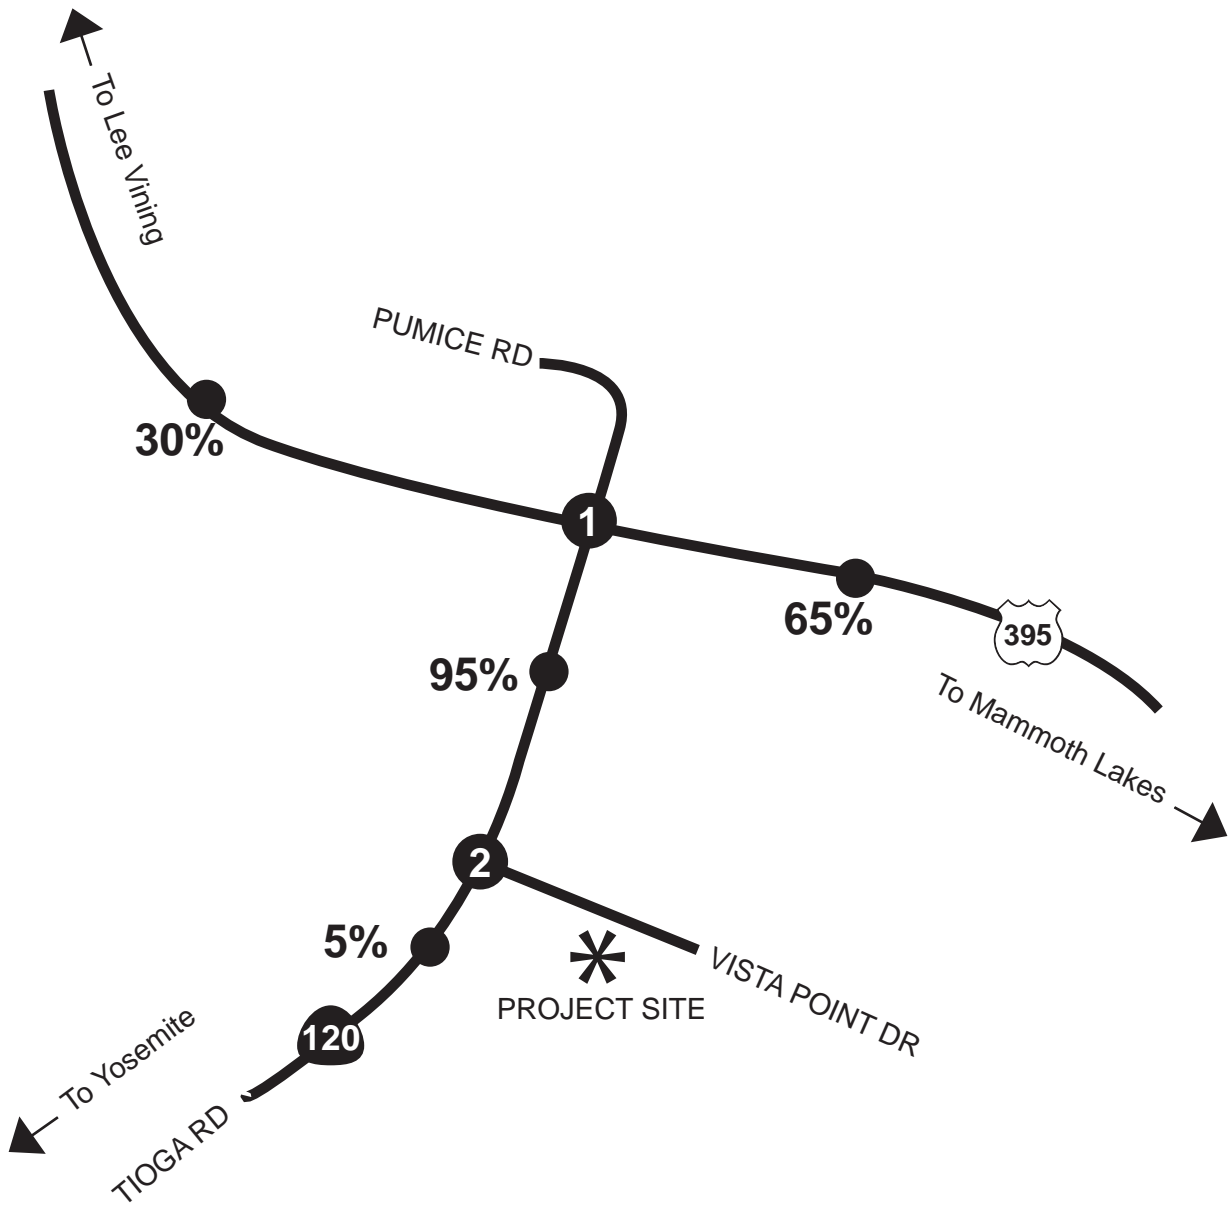 To Lee Vining
PUMICE RD
30%
1
65%
395
95%
To Mammoth Lakes
2
5%
PROJECT SITE
VISTA POINT DR
120
To Yosemite
TIOGA RD